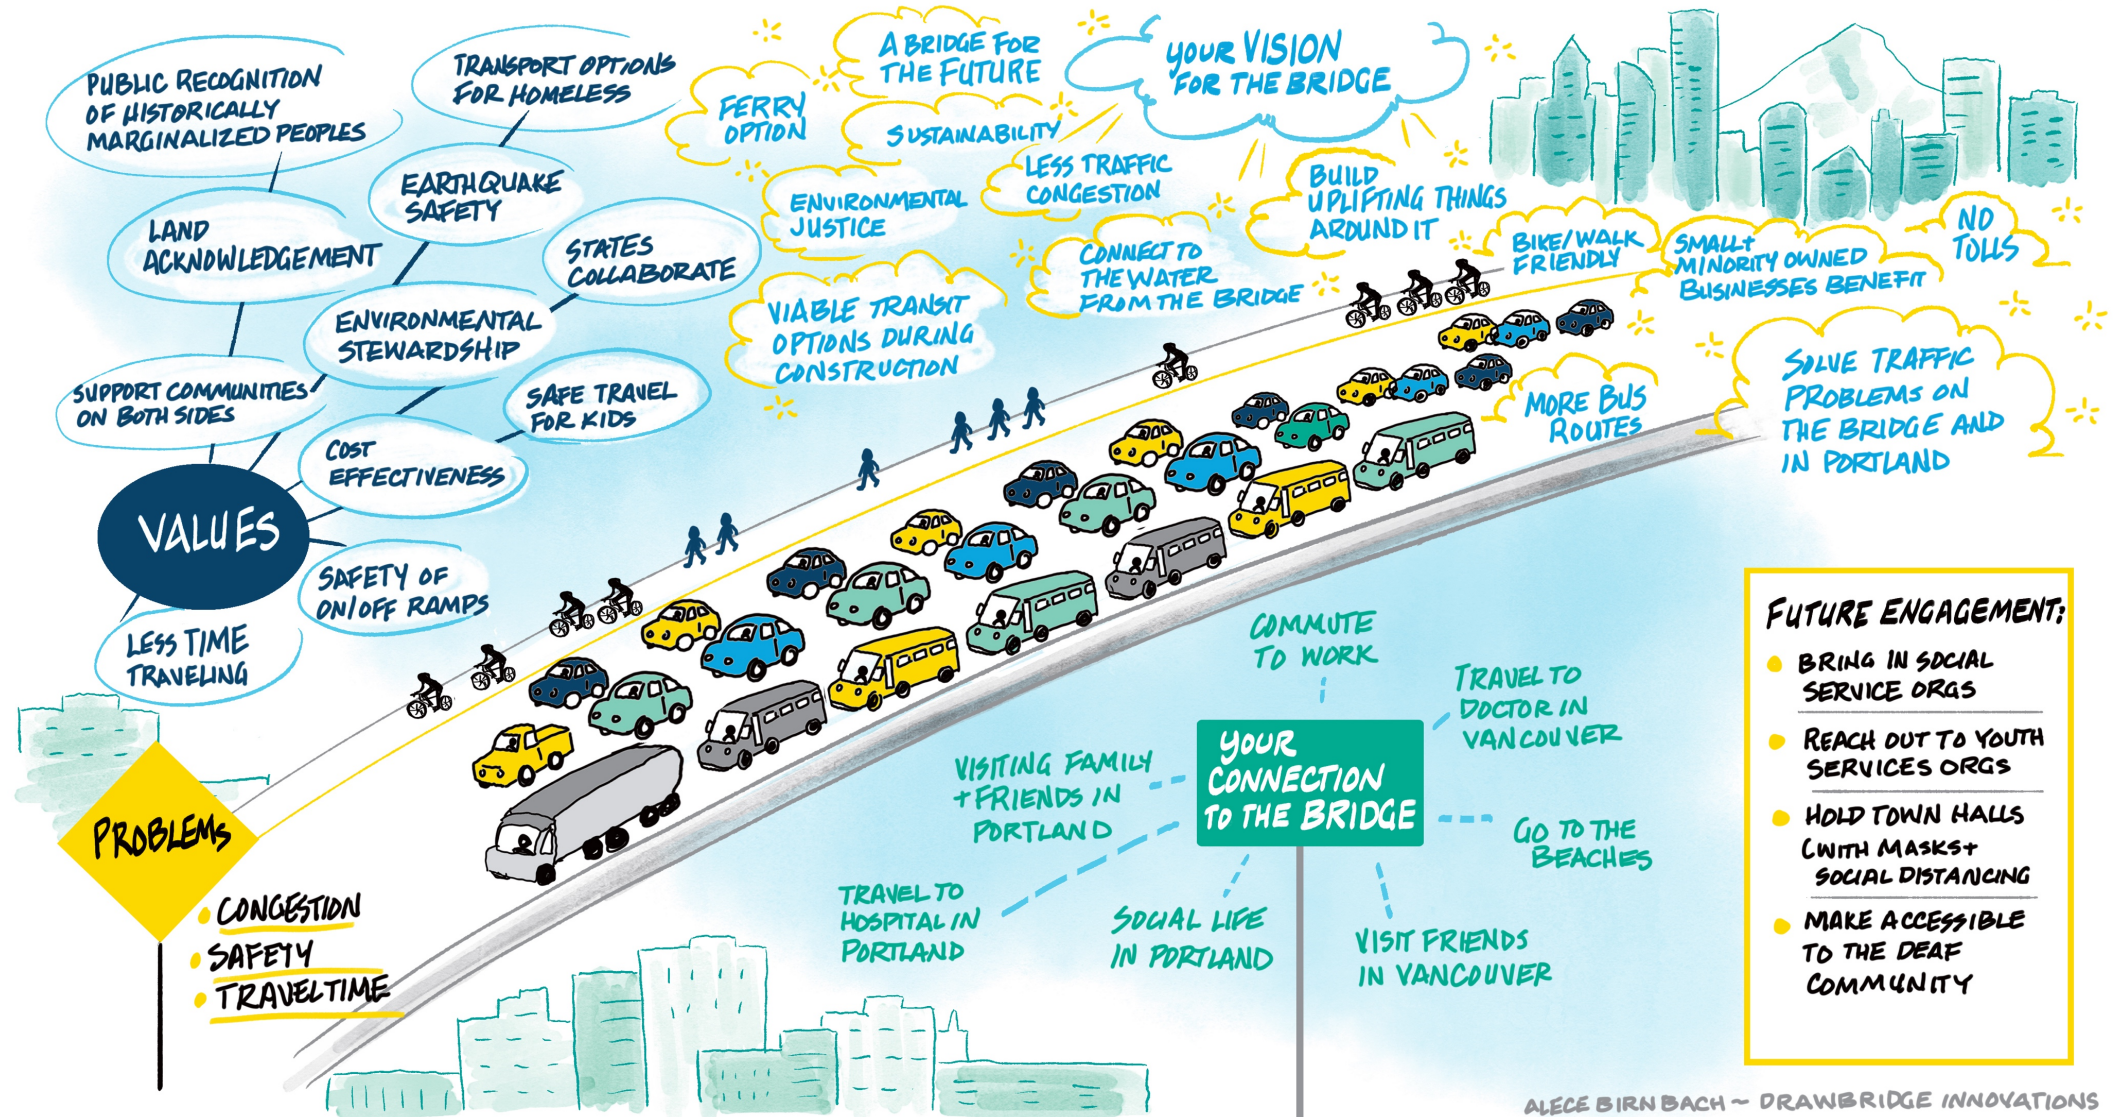 PUBLIC RECOGNITION
OF HISTORICALLY
MARGINALIZED PEOPLES
TRANSPORT OPTIONS
FOR HOMELESS
LAND
ACKNOWLEDGEMENT
EARTHQUAKE
SAFETY
STATES
COLLABORATE
ENVIRONMENTAL
STEWARDSHIP
SUPPORT COMMUNITIES
ON BOTH SIDES
SAFE TRAVEL
FOR KIDS
COST
EFFECTIVENESS
VALUES
SAFETY OF
ON/OFF RAMPS
LESS TIME
TRAVELING
YOUR VISION
FOR THE BRIDGE
A BRIDGE FOR
THE FUTURE
FERRY
OPTION
SUSTAINABILITY
LESS TRAFFIC
CONGESTION
ENVIRONMENTAL
JUSTICE
BUILD
UPLIFTING THINGS
AROUND IT
CONNECT TO
THE WATER
FROM THE BRIDGE
VIABLE TRANSIT
OPTIONS DURING
CONSTRUCTION
BIKE/WALK
FRIENDLY
SMALL+
MINORITY OWNED
BUSINESSES BENEFIT
NO
TOLLS
MORE BUS
ROUTES
SOLVE TRAFFIC
PROBLEMS ON
THE BRIDGE AND
IN PORTLAND
PROBLEMS
• CONGESTION
• SAFETY
• TRAVEL TIME
YOUR
CONNECTION
TO THE BRIDGE
COMMUTE
TO WORK
TRAVEL TO
DOCTOR IN
VANCOUVER
VISITING FAMILY
+ FRIENDS IN
PORTLAND
GO TO THE
BEACHES
TRAVEL TO
HOSPITAL IN
PORTLAND
SOCIAL LIFE
IN PORTLAND
VISIT FRIENDS
IN VANCOUVER
FUTURE ENGAGEMENT:
• BRING IN SOCIAL
SERVICE ORGS
• REACH OUT TO YOUTH
SERVICES ORGS
• HOLD TOWN HALLS
(WITH MASKS+
SOCIAL DISTANCING
• MAKE ACCESSIBLE
TO THE DEAF
COMMUNITY
ALECE BIRNBACH ~ DRAWBRIDGE INNOVATIONS